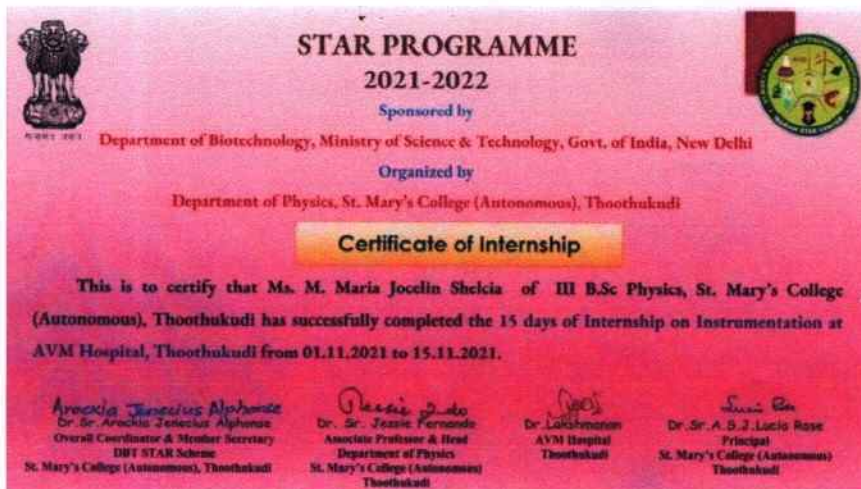 STAR PROGRAMME
2021-2022
Sponsored by
Department of Biotechnology, Ministry of Science & Technology, Govt. of India, New Delhi
Organized by
Department of Physics, St. Mary's College (Autonomous), Thoothukudi
Certificate of Internship
This is to certify that Ms. M. Maria Jocelin Shelcia of III B.Sc Physics, St. Mary's College
(Autonomous), Thoothukudi has successfully completed the 15 days of Internship on Instrumentation at
AVM Hospital, Thoothukudi from 01.11.2021 to 15.11.2021.
Arockia Jenecius Alphonse
Dr. Sr. Arockia Jenecius Alphonse
Overall Coordinator & Member Secretary
DBT STAR Scheme
St. Mary's College (Autonomous), Thoothukudi
Dr. Sr. Jessie Fernando
Associate Professor & Head
Department of Physics
St. Mary's College (Autonomous)
Thoothukudi
Dr. Lakshmanan
AVM Hospital
Thoothukudi
Dr. Sr. A.S.J. Lucia Rose
Principal
St. Mary's College (Autonomous)
Thoothukudi